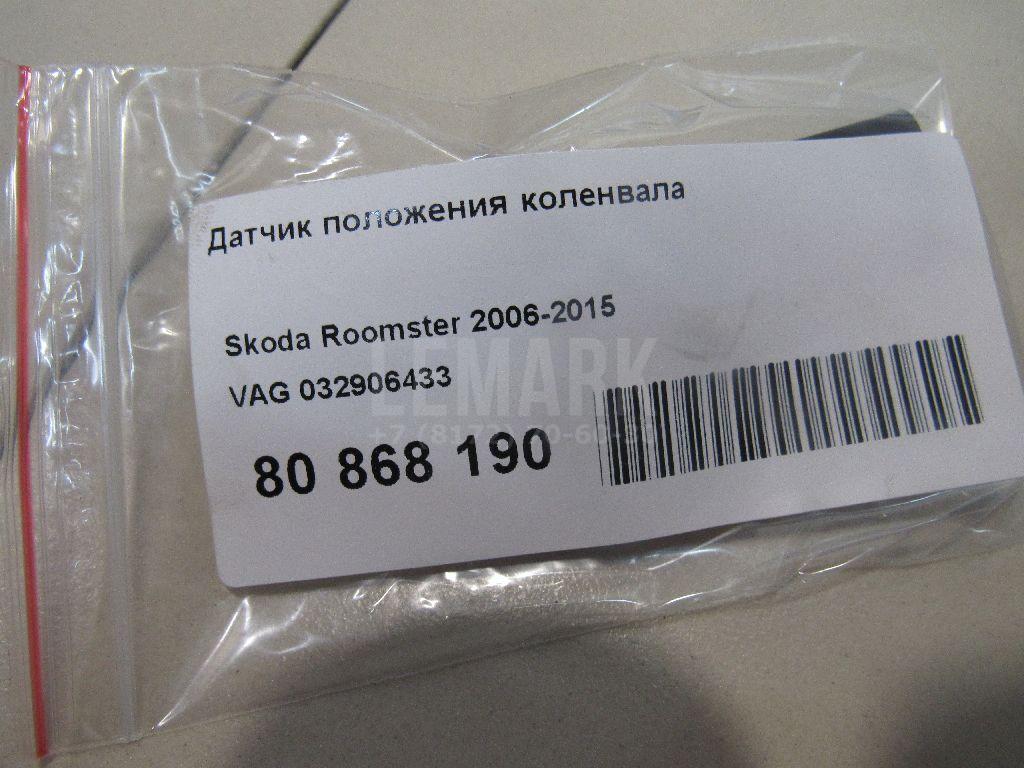 Датчик положения коленвала
Skoda Roomster 2006-2015
VAG 032906433
LEMARK
80 868 190